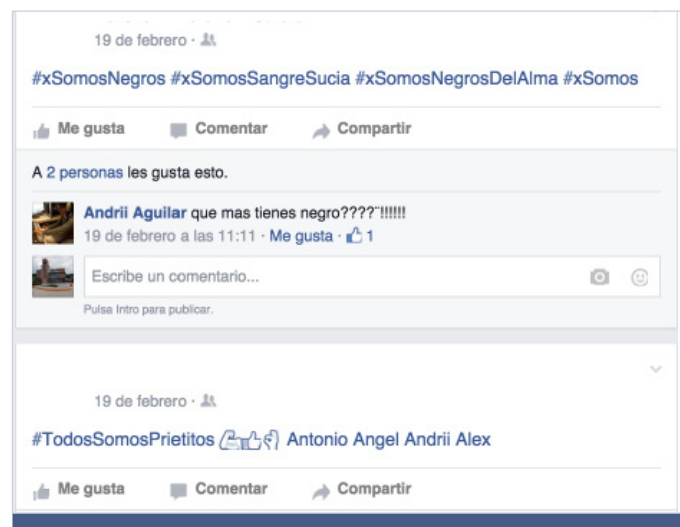 19 de febrero ·
#xSomosNegros #xSomosSangreSucia #xSomosNegrosDelAlma #xSomos
Me gusta Comentar Compartir
A 2 personas les gusta esto.
Andrii Aguilar que mas tienes negro????¨!!!!!!
19 de febrero a las 11:11 · Me gusta · 1
Escribe un comentario...
Pulsa Intro para publicar.
19 de febrero ·
#TodosSomosPrietitos Antonio Angel Andrii Alex
Me gusta Comentar Compartir